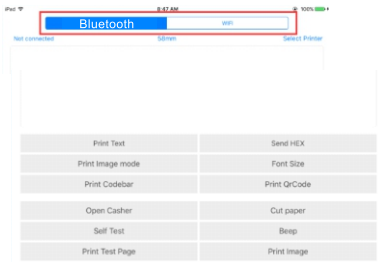 iPad 8:47 AM 100%
Bluetooth WiFi
Not connected 58mm Select Printer
Print Text Send HEX
Print Image mode Font Size
Print Codebar Print QrCode
Open Casher Cut paper
Self Test Beep
Print Test Page Print Image